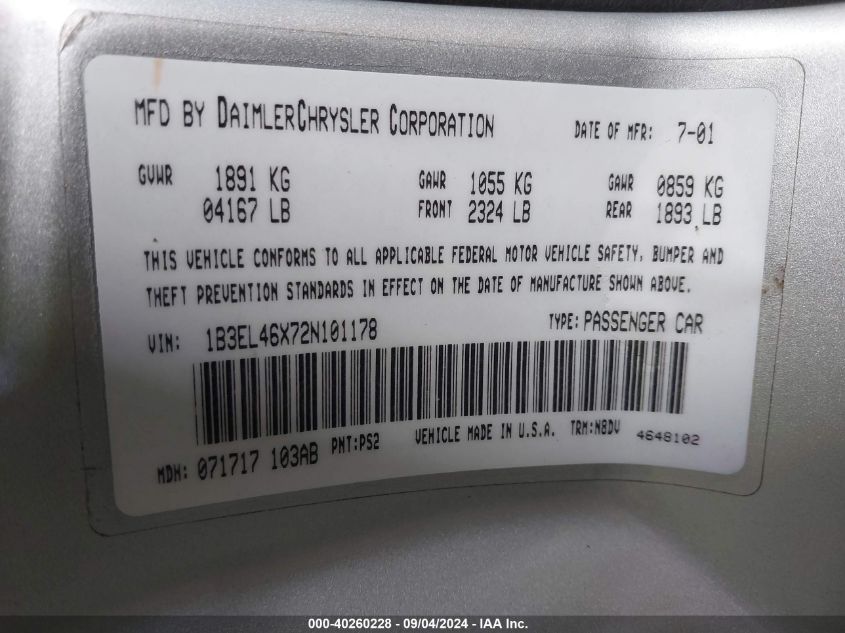 MFD BY DAIMLERCHRYSLER CORPORATION DATE OF MFR: 7-01
GVWR 1891 KG GAWR 1055 KG GAWR 0859 KG
04167 LB FRONT 2324 LB REAR 1893 LB
THIS VEHICLE CONFORMS TO ALL APPLICABLE FEDERAL MOTOR VEHICLE SAFETY, BUMPER AND
THEFT PREVENTION STANDARDS IN EFFECT ON THE DATE OF MANUFACTURE SHOWN ABOVE.
VIN: 1B3EL46X72N101178 TYPE: PASSENGER CAR
MDH: 071717 103AB PNT:PS2 VEHICLE MADE IN U.S.A. TRM:N8DV 4648102
000-40260228 - 09/04/2024 - IAA Inc.